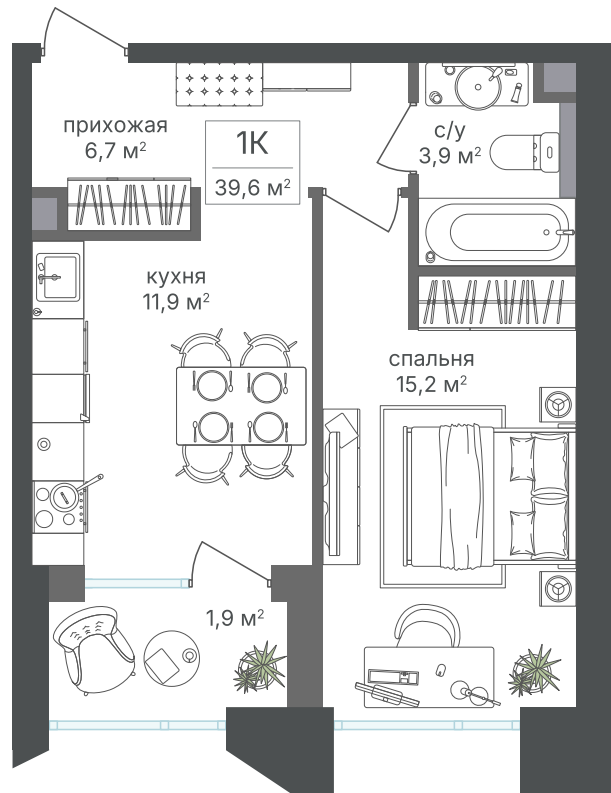 прихожая
6,7 м²
1К
39,6 м²
с/у
3,9 м²
кухня
11,9 м²
спальня
15,2 м²
1,9 м²